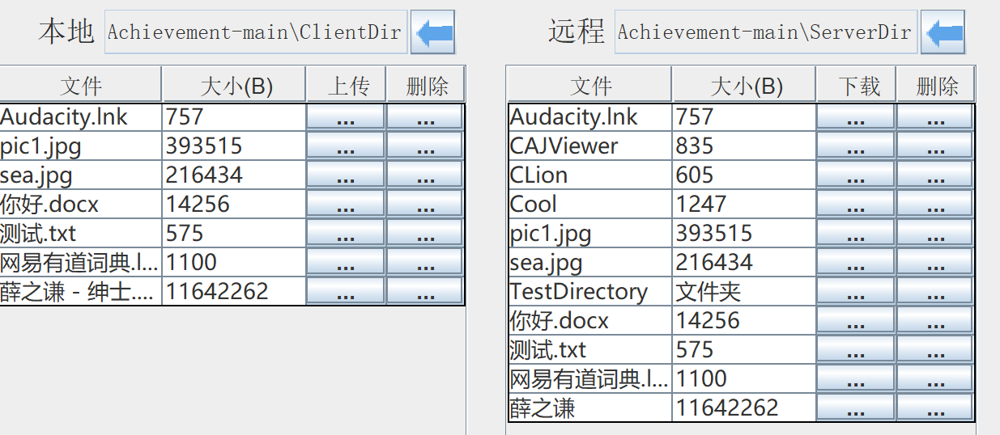 本地 Achievement-main\ClientDir
文件 大小(B) 上传 删除
Audacity.lnk 757 ... ...
pic1.jpg 393515 ... ...
sea.jpg 216434 ... ...
你好.docx 14256 ... ...
测试.txt 575 ... ...
网易有道词典.l... 1100 ... ...
薛之谦 - 绅士.... 11642262 ... ...
远程 Achievement-main\ServerDir
文件 大小(B) 下载 删除
Audacity.lnk 757 ... ...
CAJViewer 835 ... ...
CLion 605 ... ...
Cool 1247 ... ...
pic1.jpg 393515 ... ...
sea.jpg 216434 ... ...
TestDirectory 文件夹 ... ...
你好.docx 14256 ... ...
测试.txt 575 ... ...
网易有道词典.l... 1100 ... ...
薛之谦 11642262 ... ...